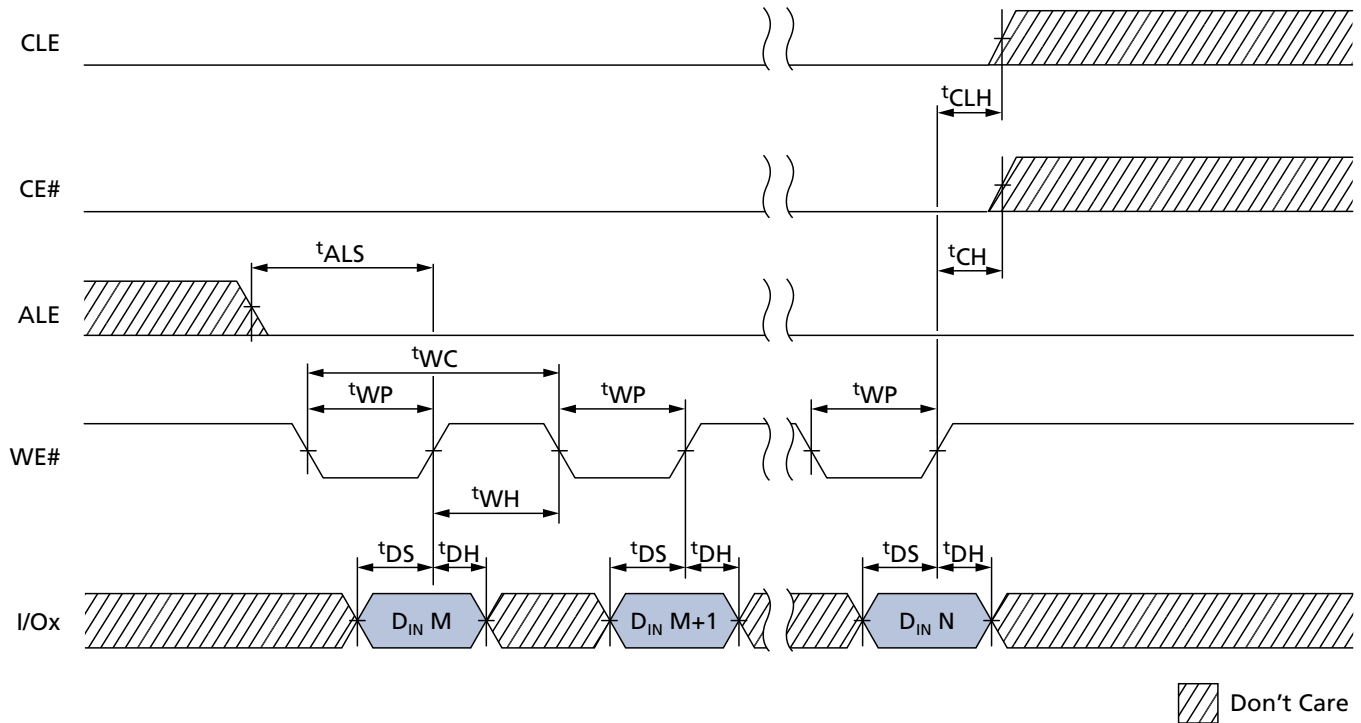 CLE
tCLH
CE#
tCH
tALS
ALE
tWC
tWP tWP tWP
WE#
tWH
tDS tDH tDS tDH tDS tDH
I/Ox DIN M DIN M+1 DIN N
Don't Care